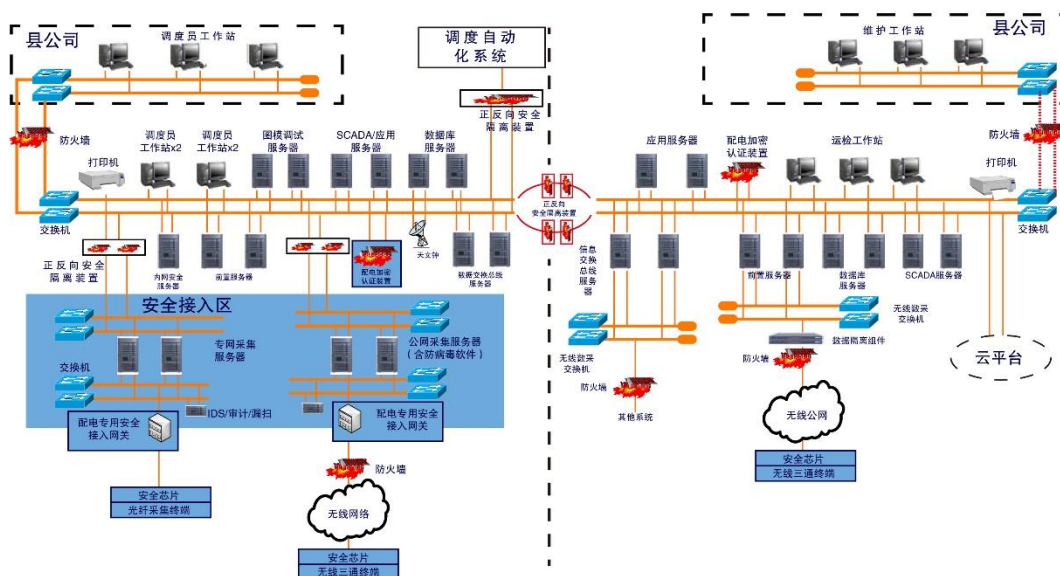 县公司
调度员工作站
调度自动
化系统
维护工作站
县公司
正反向安全
隔离装置
防火墙
打印机
调度员
工作站x2
调度员
工作站x2
图模调试
服务器
SCADA/应用
服务器
数据库
服务器
应用服务器
配电加密
认证装置
运检工作站
打印机
防火墙
正反向
安全隔离装置
交换机
交换机
正反向安全
隔离装置
内网安全
服务器
前置服务器
配电加密
认证装置
天文钟
数据交换总线
服务器
信息
交换
总线
服务
器
前置服务器
数据库
服务器
SCADA服务器
安全接入区
专网采集
服务器
公网采集服务器
(含防病毒软件)
交换机
IDS/审计/漏扫
配电专用安全
接入网关
配电专用安全
接入网关
无线数采
交换机
无线数采
交换机
数据隔离组件
防火墙
防火墙
其他系统
云平台
无线公网
防火墙
无线网络
安全芯片
光纤采集终端
安全芯片
无线三通终端
安全芯片
无线三通终端